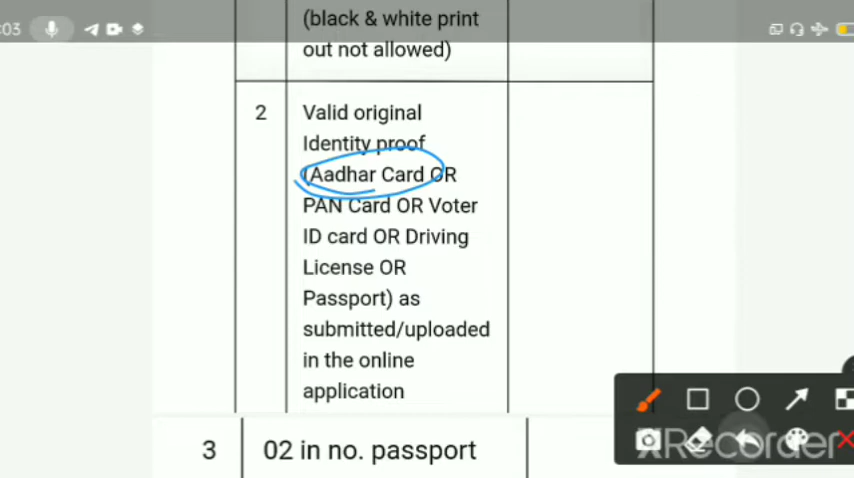 :03
(black & white print
out not allowed)
2
Valid original
Identity proof
(Aadhar Card OR
PAN Card OR Voter
ID card OR Driving
License OR
Passport) as
submitted/uploaded
in the online
application
3
02 in no. passport
XRecorder